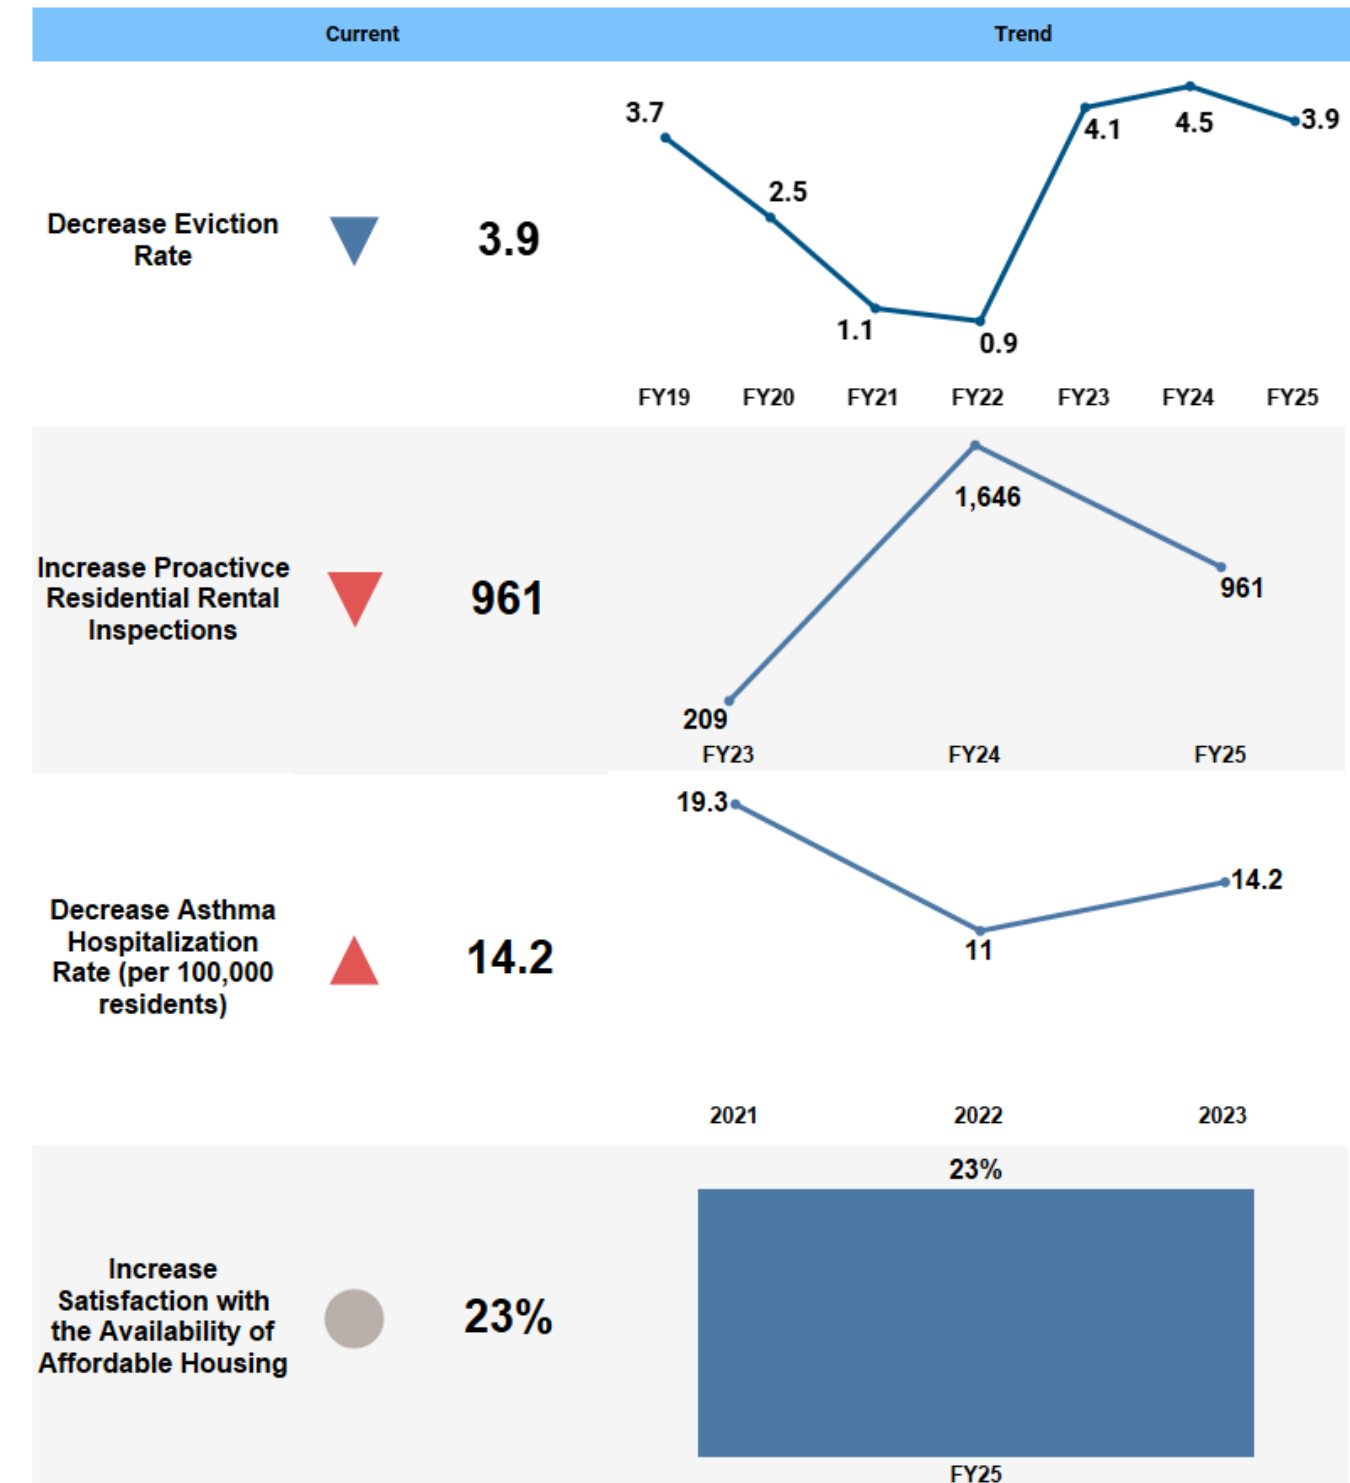 Current
Trend
Decrease Eviction
Rate
3.9
3.7
2.5
1.1
0.9
4.1
4.5
3.9
FY19
FY20
FY21
FY22
FY23
FY24
FY25
Increase Proactivce
Residential Rental
Inspections
961
209
1,646
961
FY23
FY24
FY25
Decrease Asthma
Hospitalization
Rate (per 100,000
residents)
14.2
19.3
11
14.2
2021
2022
2023
Increase
Satisfaction with
the Availability of
Affordable Housing
23%
23%
FY25